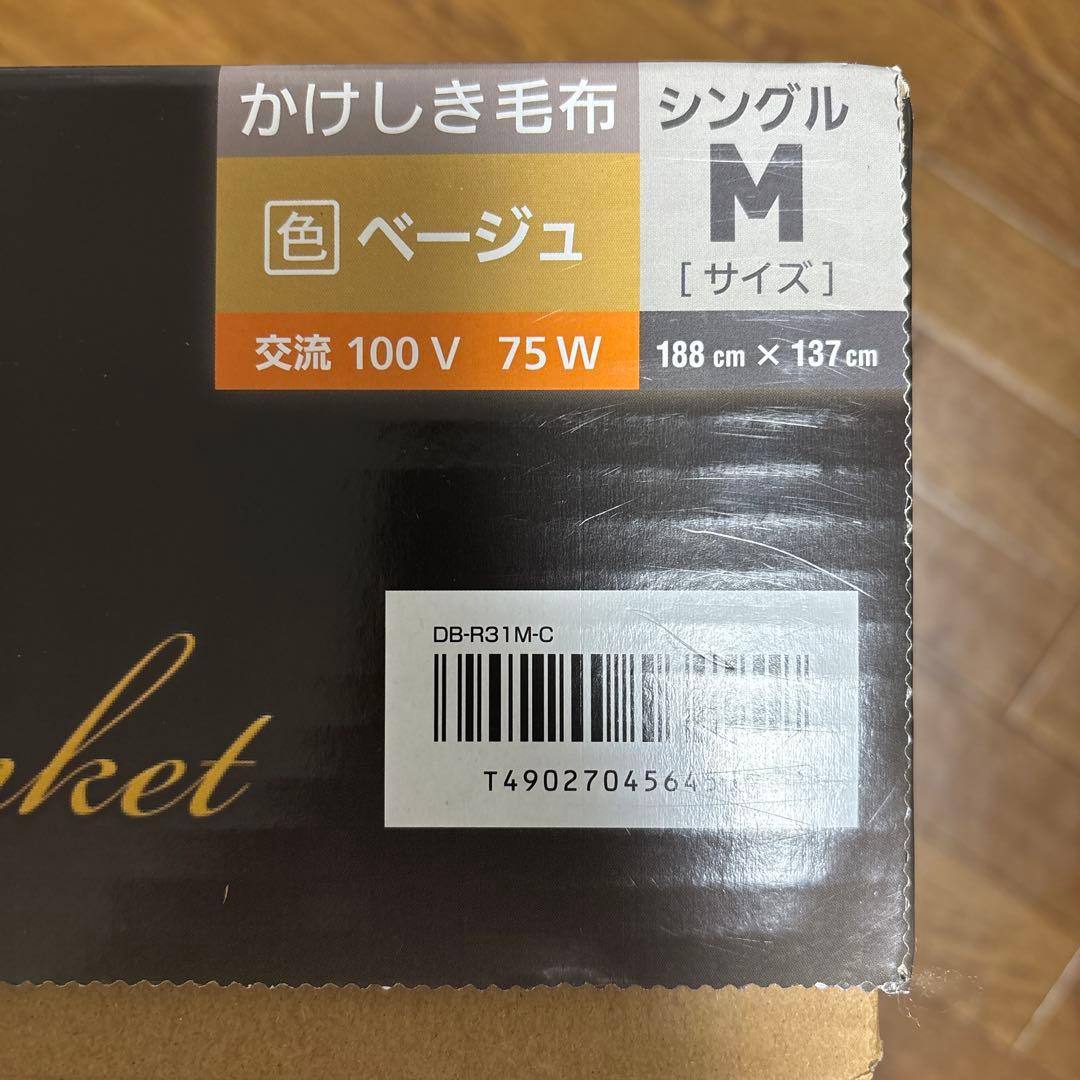 かけしき毛布
シングル
M
[サイズ]
色 ベージュ
交流 100 V 75 W
188 cm × 137 cm
DB-R31M-C